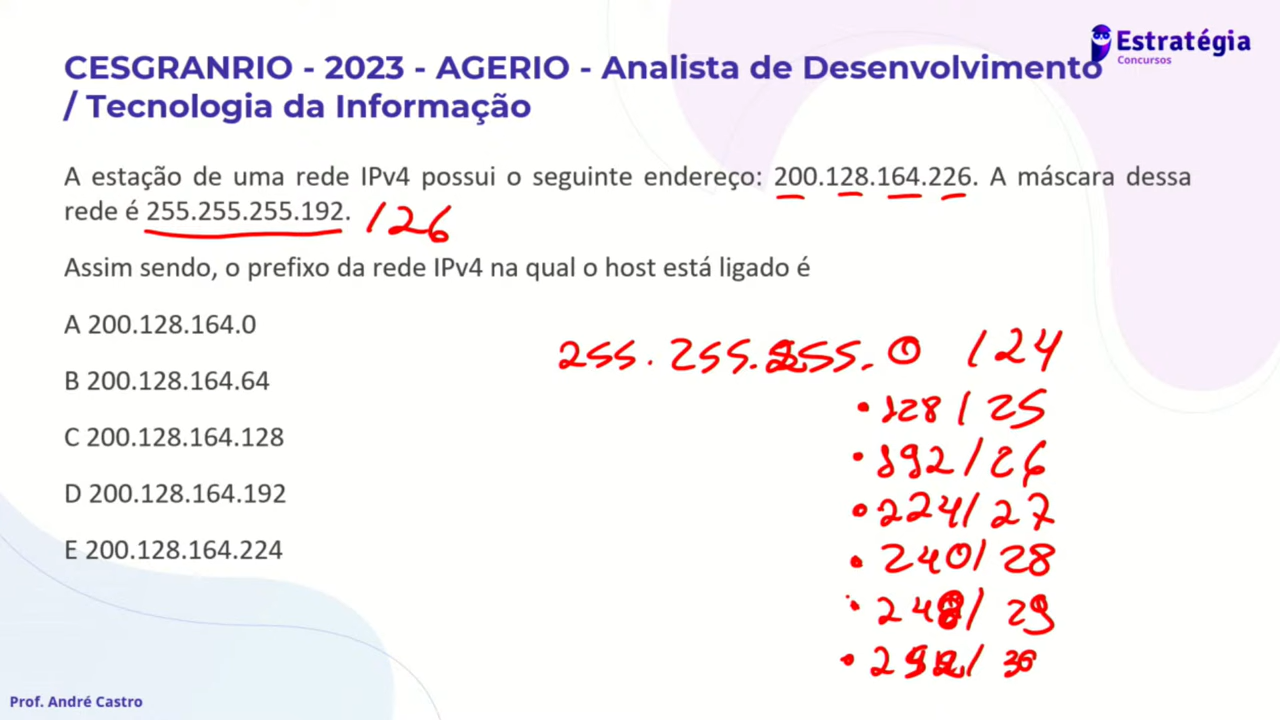 Estratégia
Concursos
CESGRANRIO - 2023 - AGERIO - Analista de Desenvolvimento
/ Tecnologia da Informação
A estação de uma rede IPv4 possui o seguinte endereço: 200.128.164.226. A máscara dessa
rede é 255.255.255.192. /26
Assim sendo, o prefixo da rede IPv4 na qual o host está ligado é
A 200.128.164.0
B 200.128.164.64
C 200.128.164.128
D 200.128.164.192
E 200.128.164.224
255.255.255.0 /24
.128/25
.192/26
.224/27
.240/28
.248/29
Prof. André Castro